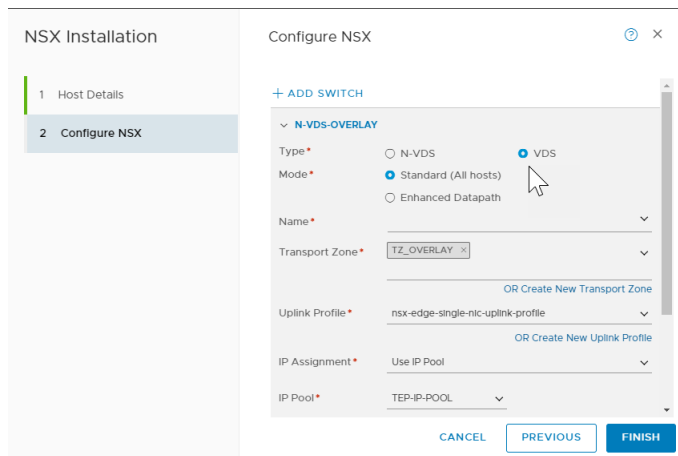 NSX Installation
1 Host Details
2 Configure NSX
Configure NSX
+ ADD SWITCH
N-VDS-OVERLAY
Type* N-VDS VDS
Mode* Standard (All hosts)
Enhanced Datapath
Name*
Transport Zone* TZ_OVERLAY ×
OR Create New Transport Zone
Uplink Profile* nsx-edge-single-nic-uplink-profile
OR Create New Uplink Profile
IP Assignment* Use IP Pool
IP Pool* TEP-IP-POOL
CANCEL PREVIOUS FINISH